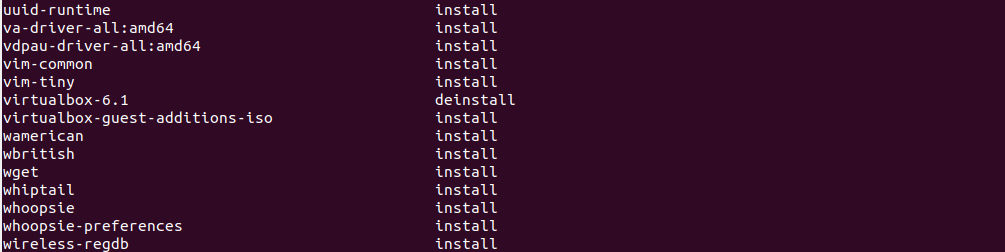 uuid-runtime install
va-driver-all:amd64 install
vdpau-driver-all:amd64 install
vim-common install
vim-tiny install
virtualbox-6.1 deinstall
virtualbox-guest-additions-iso install
wamerican install
wbritish install
wget install
whiptail install
whoopsie install
whoopsie-preferences install
wireless-regdb install